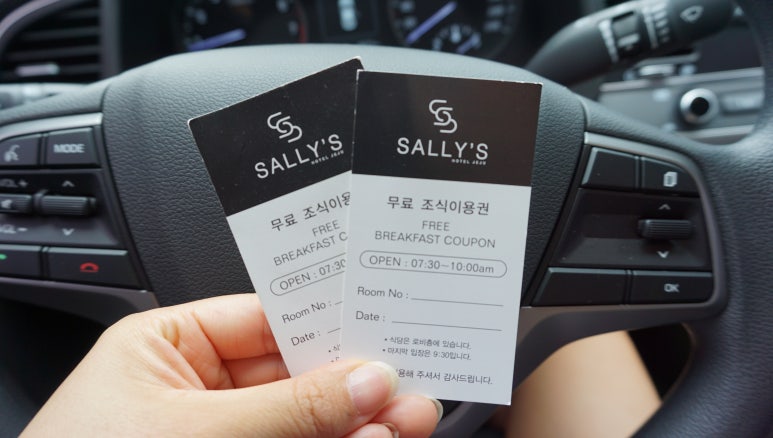 MODE
VOL +
VOL -
SALLY'S
HOTEL JEJU
무료 조식이용권
FREE
BREAKFAST C
OPEN : 07:30
Room No :
Date :
SALLY'S
HOTEL JEJU
무료 조식이용권
FREE
BREAKFAST COUPON
OPEN : 07:30~10:00am
Room No :
Date :
• 식당은 로비층에 있습니다.
• 마지막 입장은 9:30입니다.
용해 주셔서 감사드립니다.
OK